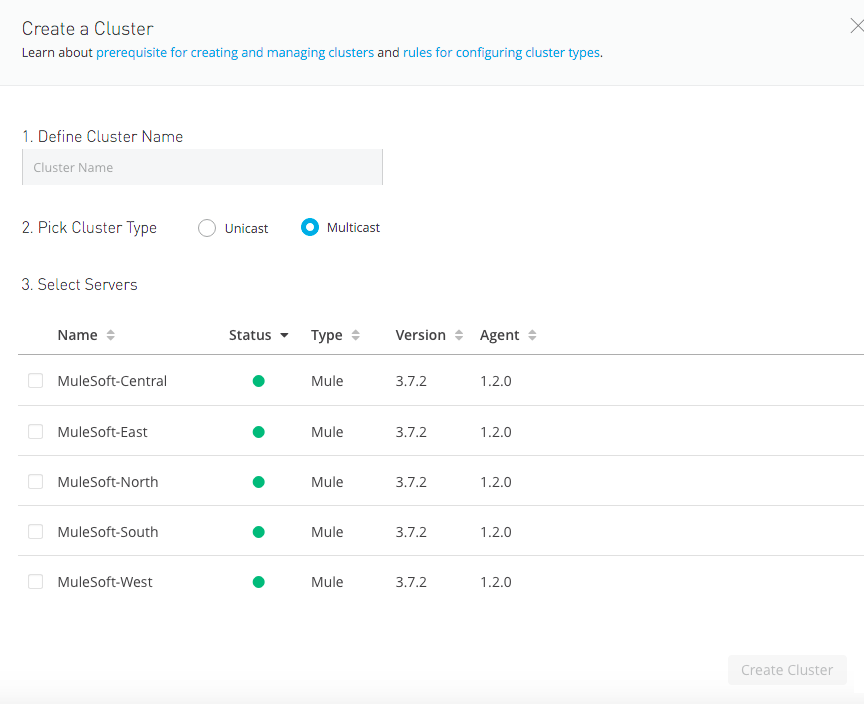 Create a Cluster
Learn about prerequisite for creating and managing clusters and rules for configuring cluster types.
1. Define Cluster Name
Cluster Name
2. Pick Cluster Type Unicast Multicast
3. Select Servers
Name Status Type Version Agent
MuleSoft-Central Mule 3.7.2 1.2.0
MuleSoft-East Mule 3.7.2 1.2.0
MuleSoft-North Mule 3.7.2 1.2.0
MuleSoft-South Mule 3.7.2 1.2.0
MuleSoft-West Mule 3.7.2 1.2.0
Create Cluster